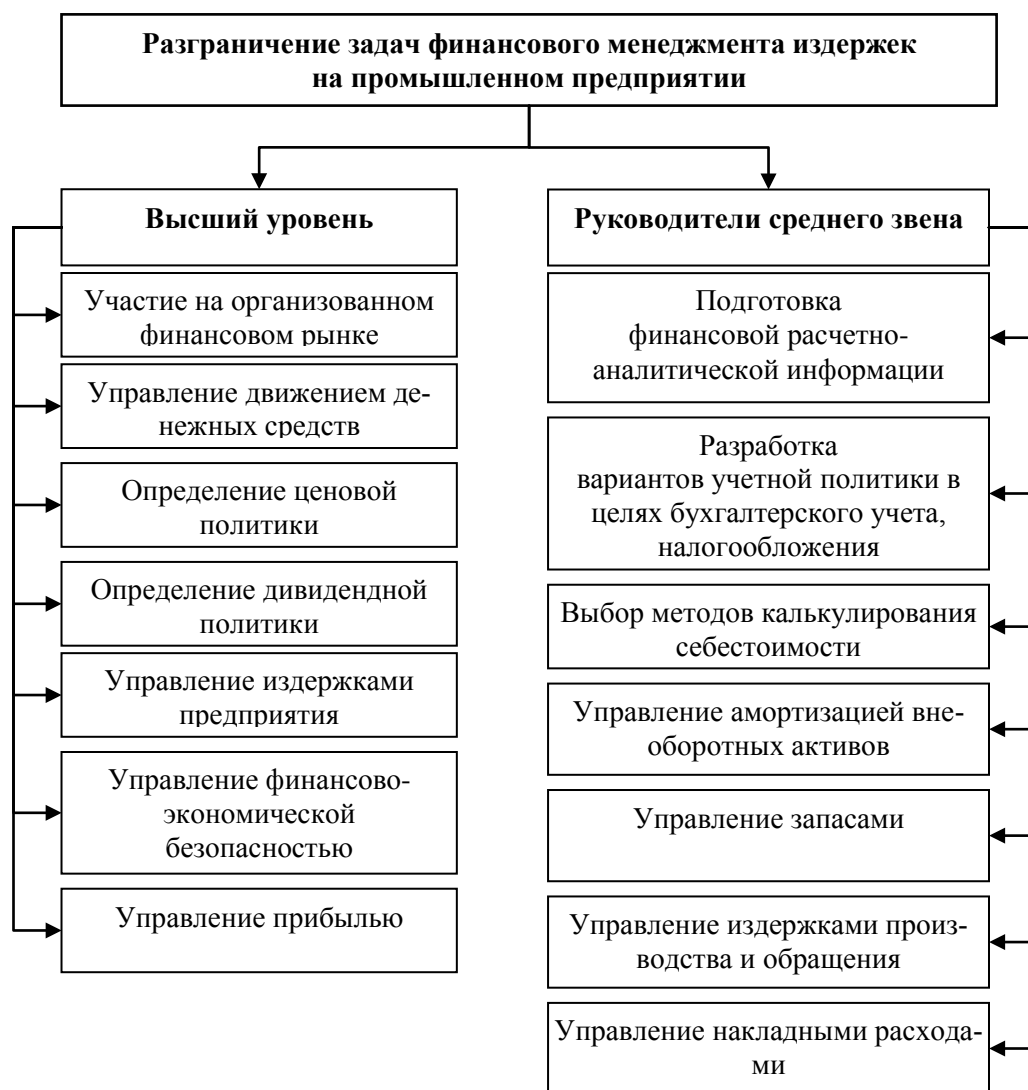 Разграничение задач финансового менеджмента издержек
на промышленном предприятии
Высший уровень
Участие на организованном
финансовом рынке
Управление движением де-
нежных средств
Определение ценовой
политики
Определение дивидендной
политики
Управление издержками
предприятия
Управление финансово-
экономической
безопасностью
Управление прибылью
Руководители среднего звена
Подготовка
финансовой расчетно-
аналитической информации
Разработка
вариантов учетной политики в
целях бухгалтерского учета,
налогообложения
Выбор методов калькулирования
себестоимости
Управление амортизацией вне-
оборотных активов
Управление запасами
Управление издержками произ-
водства и обращения
Управление накладными расхода-
ми